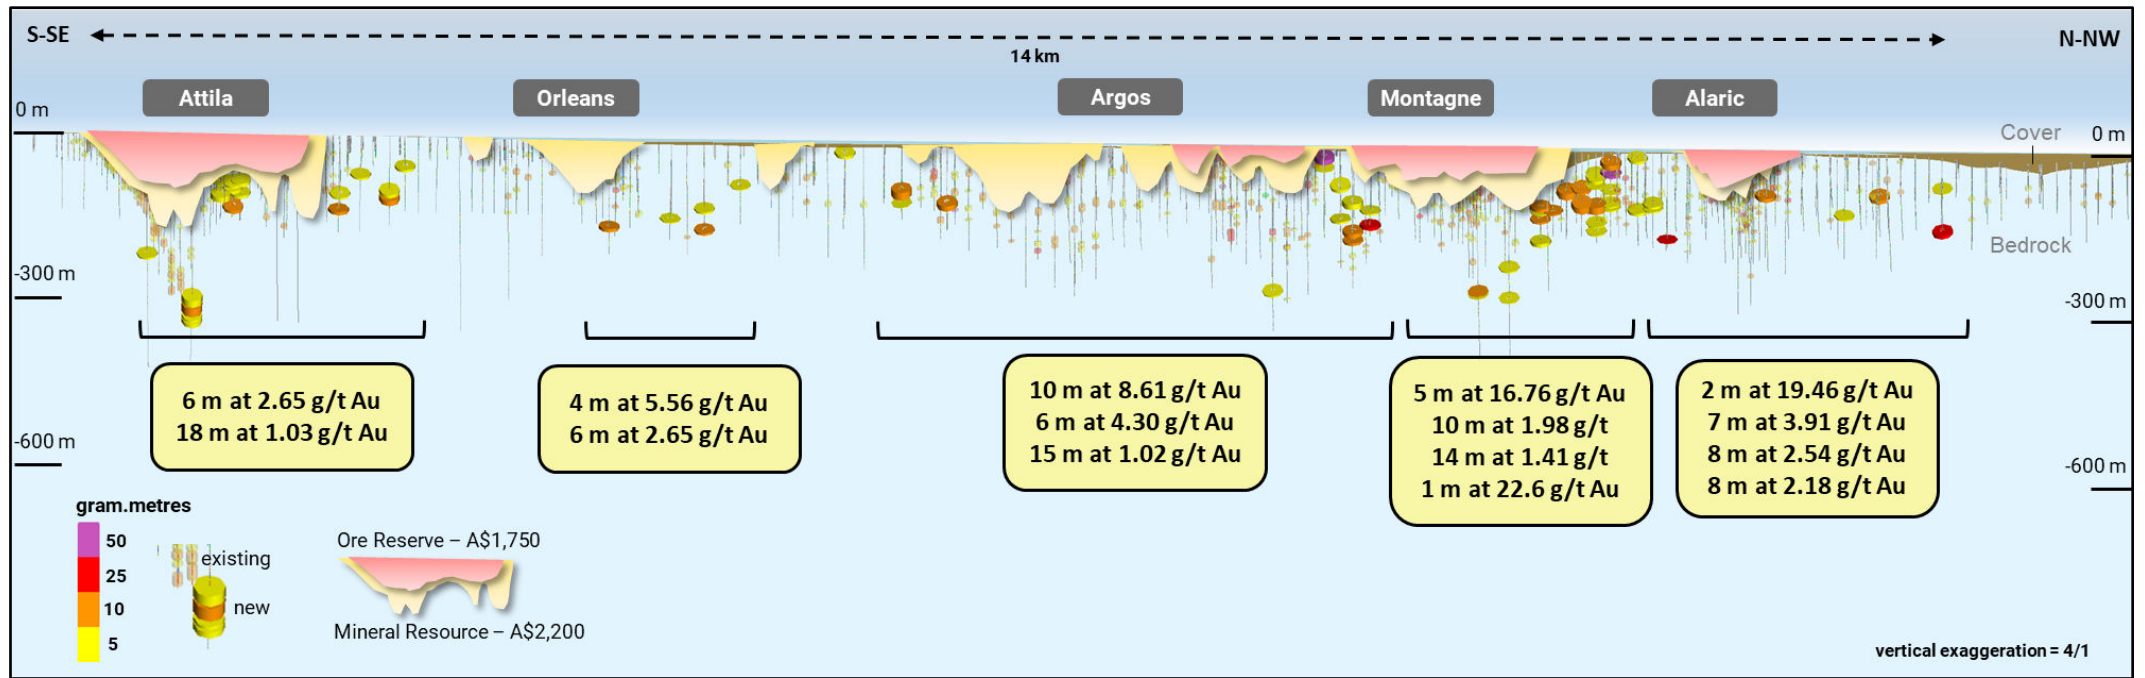 S-SE
N-NW
14 km
Attila
Orleans
Argos
Montagne
Alaric
0 m
Cover
0 m
Bedrock
-300 m
-300 m
6 m at 2.65 g/t Au
18 m at 1.03 g/t Au
4 m at 5.56 g/t Au
6 m at 2.65 g/t Au
10 m at 8.61 g/t Au
6 m at 4.30 g/t Au
15 m at 1.02 g/t Au
5 m at 16.76 g/t Au
10 m at 1.98 g/t
14 m at 1.41 g/t
1 m at 22.6 g/t Au
2 m at 19.46 g/t Au
7 m at 3.91 g/t Au
8 m at 2.54 g/t Au
8 m at 2.18 g/t Au
-600 m
-600 m
gram.metres
50
25
10
5
existing
new
Ore Reserve – A$1,750
Mineral Resource – A$2,200
vertical exaggeration = 4/1